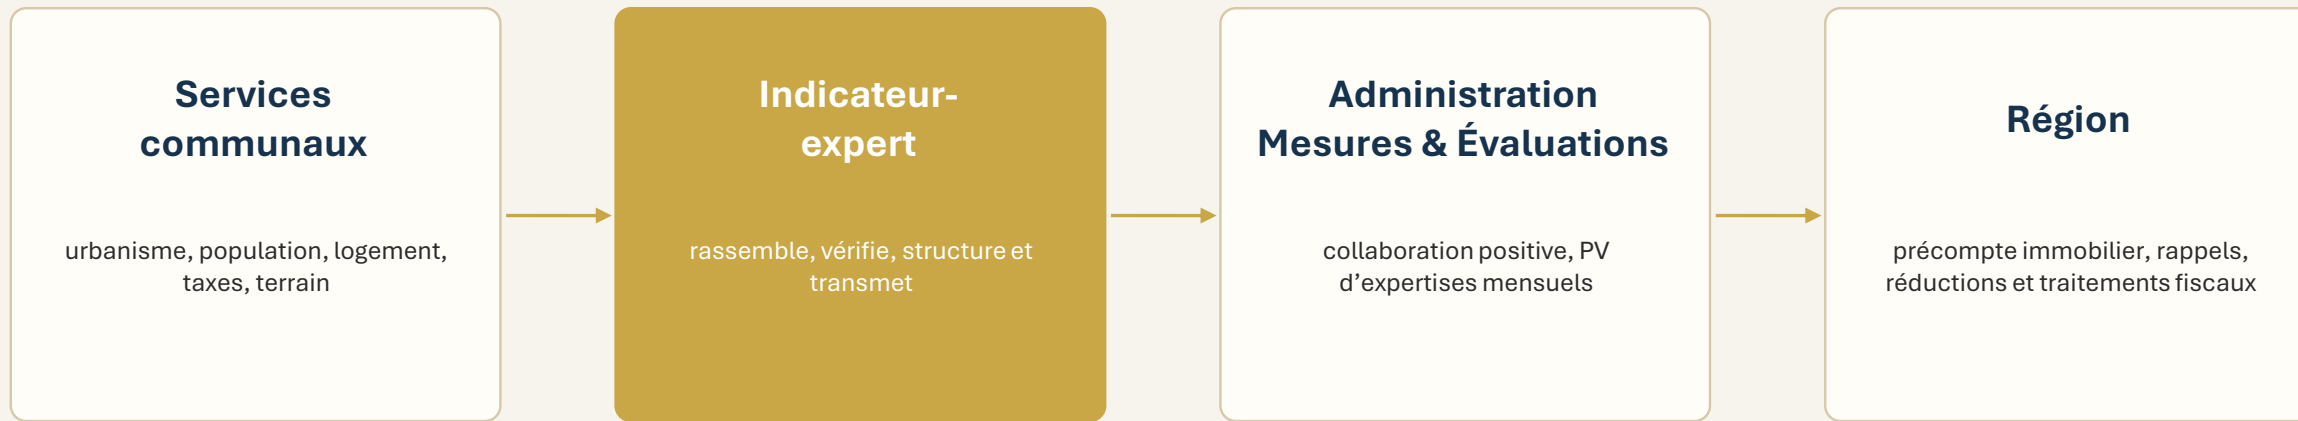 Services
communaux
urbanisme, population, logement,
taxes, terrain
Indicateur-
expert
rassemble, vérifie, structure et
transmet
Administration
Mesures & Évaluations
collaboration positive, PV
d’expertises mensuels
Région
précompte immobilier, rappels,
réductions et traitements fiscaux